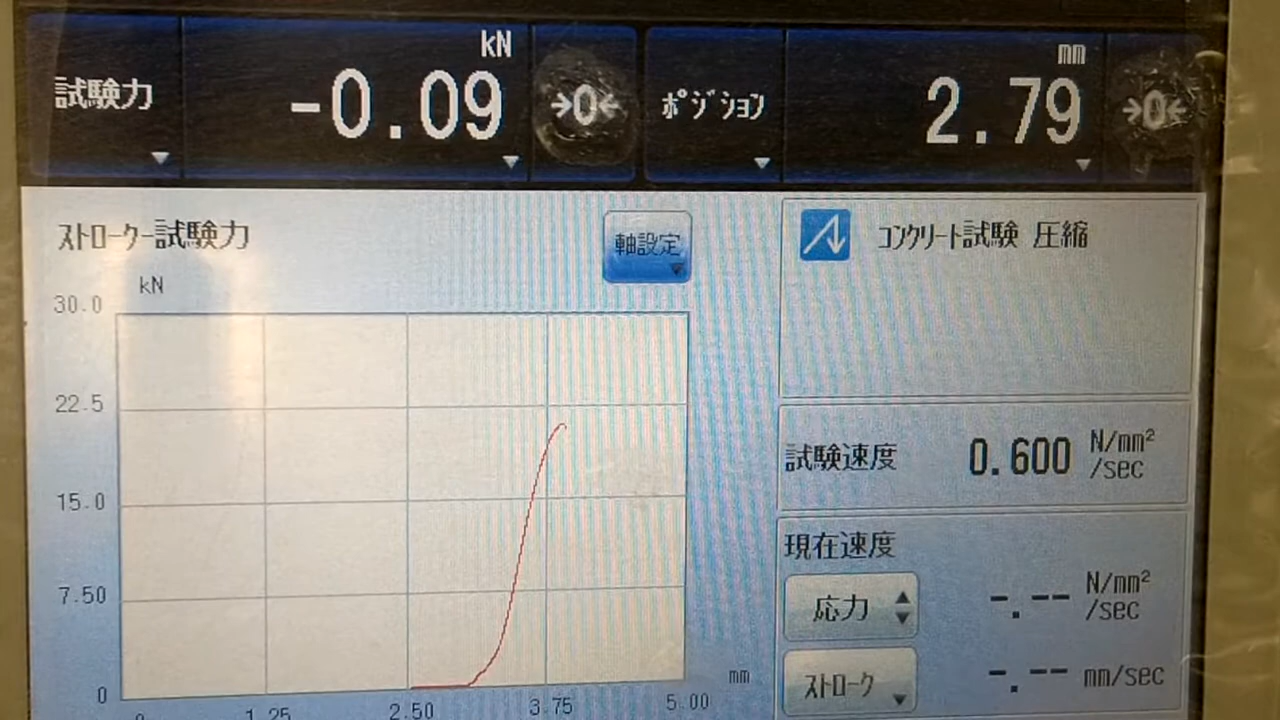 試験力 -0.09 kN →0← ポジション 2.79 mm →0←
ストローク-試験力 軸設定
kN
30.0
22.5
15.0
7.50
0
0 1.25 2.50 3.75 5.00 mm
コンクリート試験 圧縮
試験速度 0.600 N/mm²/sec
現在速度
応力 -.-- N/mm²/sec
ストローク -.-- mm/sec